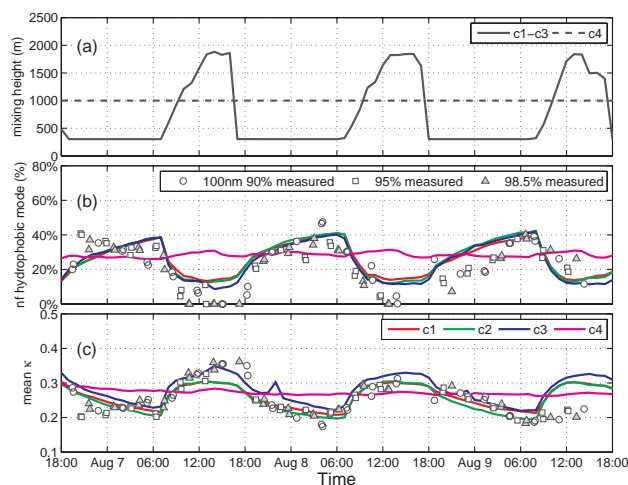 2500
2000
1500
1000
500
mixing height (m)
(a)
c1−c3
c4
80%
60%
40%
20%
0%
nf hydrophobic mode (%)
(b)
100nm 90% measured
95% measured
98.5% measured
0.5
0.4
0.3
0.2
0.1
mean κ
(c)
c1
c2
c3
c4
18:00 Aug 7 06:00 12:00 18:00 Aug 8 06:00 12:00 18:00 Aug 9 06:00 12:00 18:00
Time